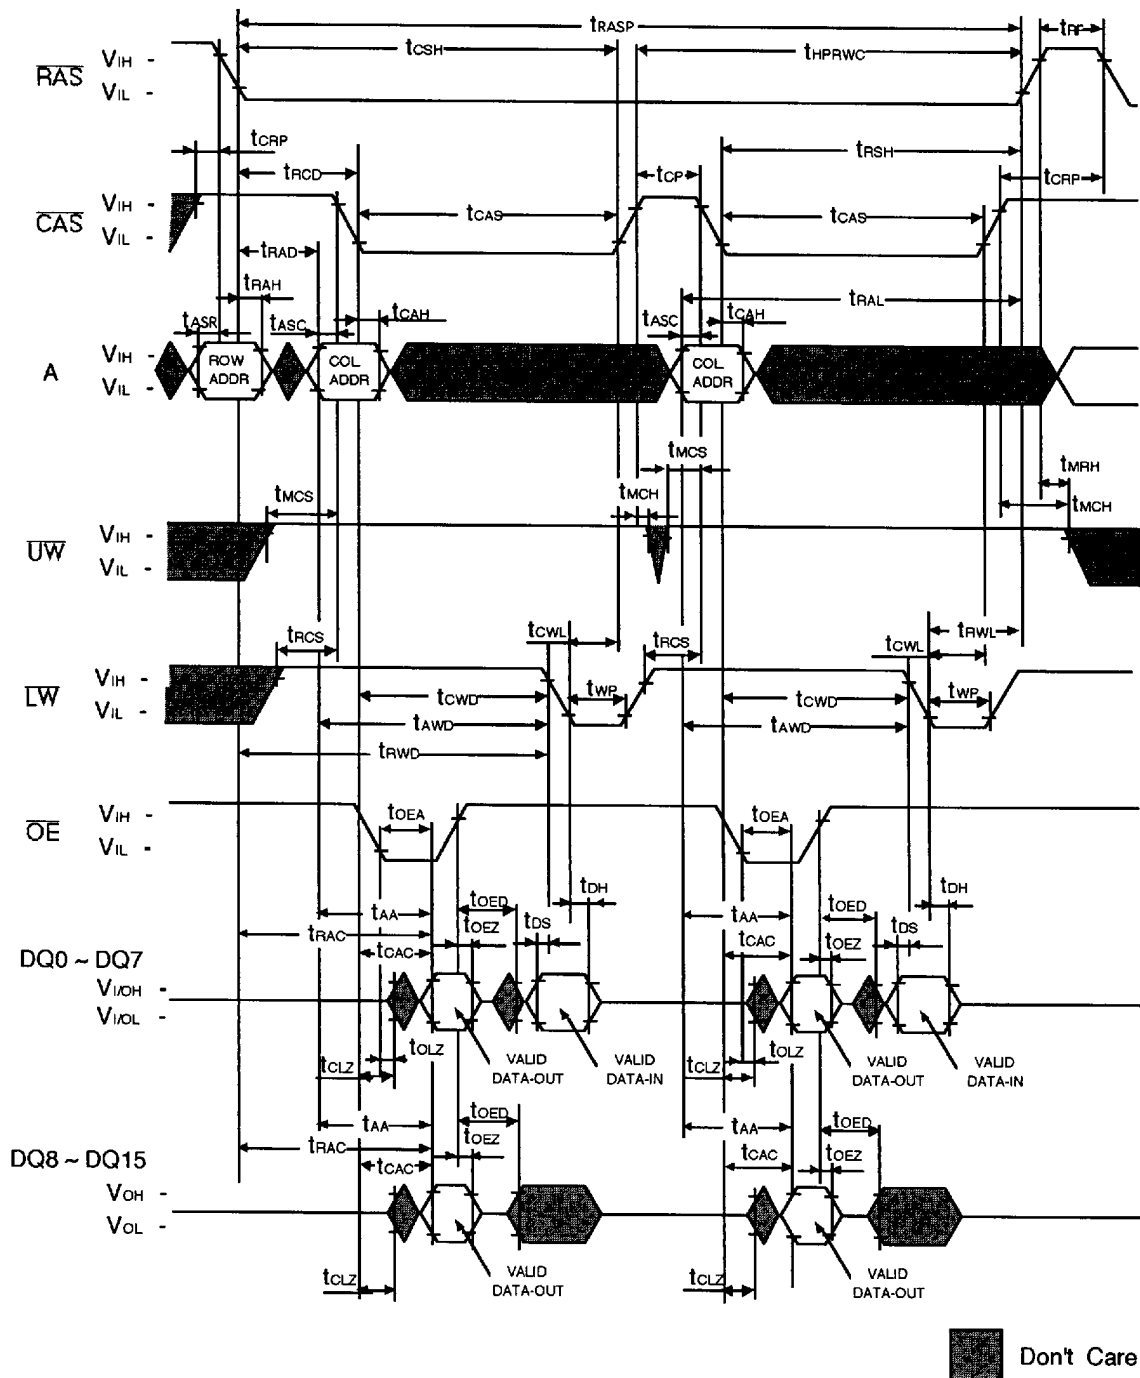 tRASP
tCSH
tHPRWC
tRP
RAS
VIH -
VIL -
tCRP
tRCD
tRSH
tCP
tCRP
CAS
VIH -
VIL -
tCAS
tCAS
tRAD
tRAH
tRAL
tASR
tASC
tCAH
tASC
tCAH
A
VIH -
VIL -
ROW
ADDR
COL
ADDR
COL
ADDR
tMCS
tMRH
tMCS
tMCH
tMCH
UW
VIH -
VIL -
tRCS
tCWL
tRCS
tCWL
tRWL
LW
VIH -
VIL -
tCWD
tWP
tCWD
tWP
tAWD
tAWD
tRWD
OE
VIH -
VIL -
tOEA
tOEA
tDH
tDH
tAA
tOED
tAA
tOED
tRAC
tOEZ
tDS
tCAC
tOEZ
tDS
tCAC
DQ0 ~ DQ7
VI/OH -
VI/OL -
tOLZ
tCLZ
VALID
DATA-OUT
VALID
DATA-IN
tOLZ
tCLZ
VALID
DATA-OUT
VALID
DATA-IN
tAA
tOED
tAA
tOED
tRAC
tOEZ
tCAC
tCAC
tOEZ
DQ8 ~ DQ15
VOH -
VOL -
tCLZ
VALID
DATA-OUT
tCLZ
VALID
DATA-OUT
Don't Care